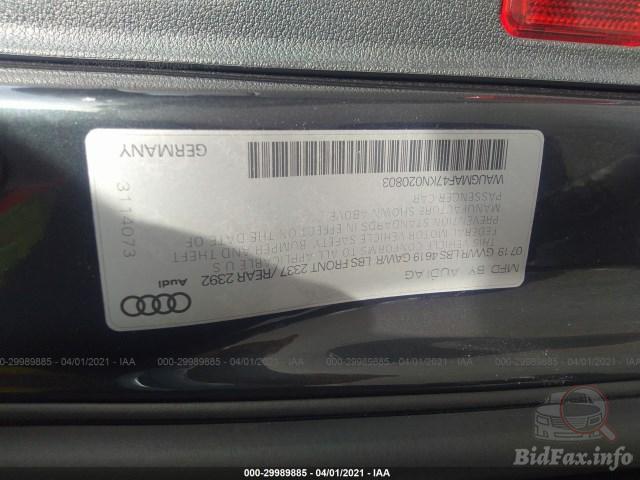 MFD BY AUDI AG
07/19 GVWR LBS 4619 GAWR LBS FRONT 2337 / REAR 2392
THIS VEHICLE CONFORMS TO ALL APPLICABLE U.S.
FEDERAL MOTOR VEHICLE SAFETY, BUMPER AND THEFT
PREVENTION STANDARDS IN EFFECT ON THE DATE OF
MANUFACTURE SHOWN ABOVE.
PASSENGER CAR
WAUGMAF47KN020803
Audi
3114073
GERMANY
000-29989885 - 04/01/2021 - IAA
000-29989885 - 04/01/2021 - IAA
000-29989885 - 04/01/2021 - IAA
000-29989885 - 04/01/2021 - IAA
BidFax.info